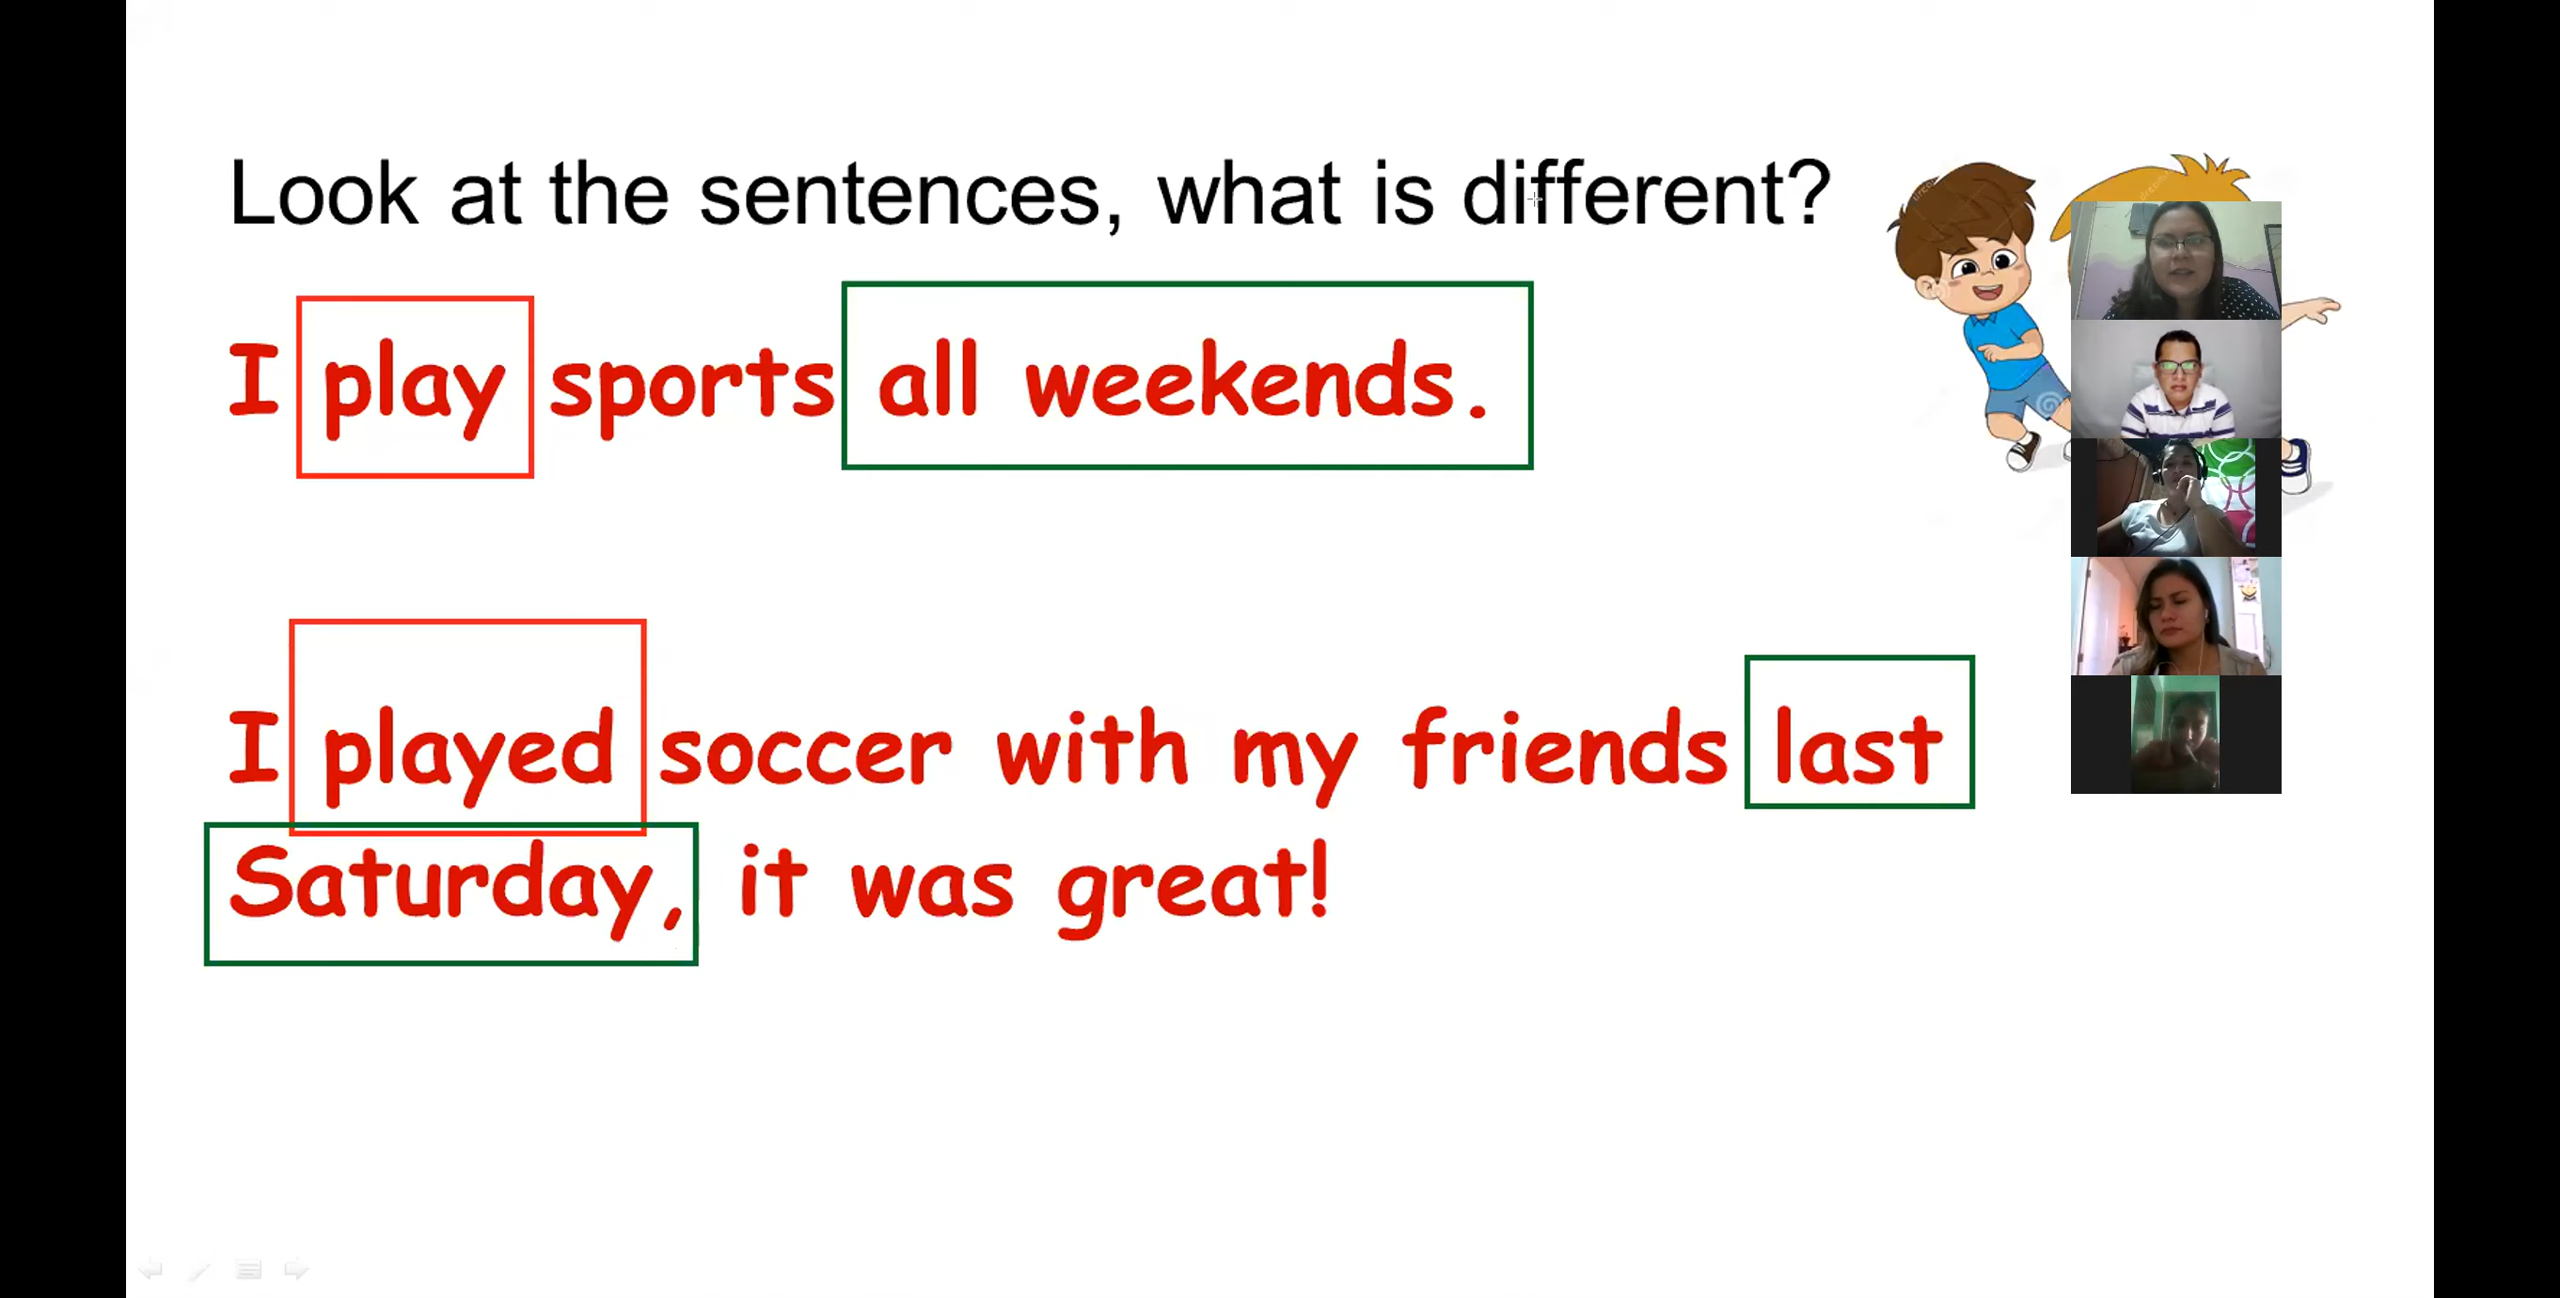 Look at the sentences, what is different?
I play sports all weekends.
I played soccer with my friends last
Saturday, it was great!